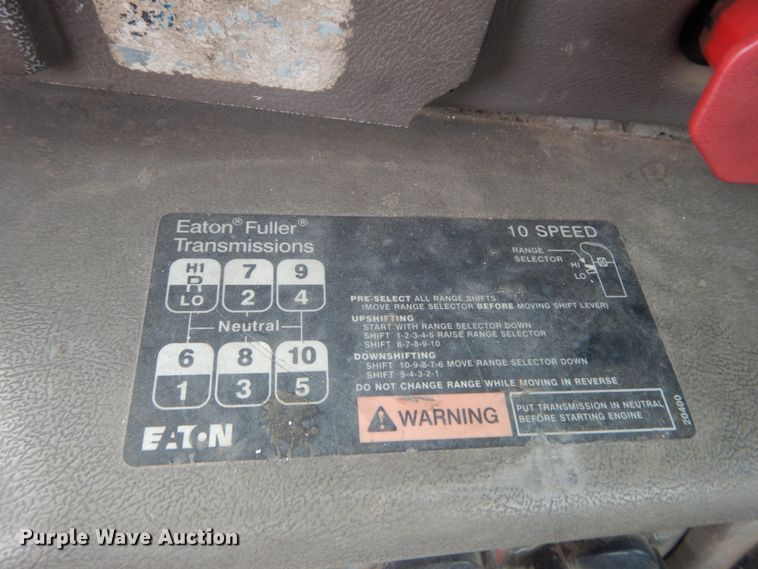 Eaton® Fuller®
Transmissions
10 SPEED
RANGE
SELECTOR
HI
LO
HI
R
LO
7
2
9
4
Neutral
6
1
8
3
10
5
PRE-SELECT ALL RANGE SHIFTS
(MOVE RANGE SELECTOR BEFORE MOVING SHIFT LEVER)
UPSHIFTING
START WITH RANGE SELECTOR DOWN
SHIFT 1-2-3-4-5 RAISE RANGE SELECTOR
SHIFT 6-7-8-9-10
DOWNSHIFTING
SHIFT 10-9-8-7-6 MOVE RANGE SELECTOR DOWN
SHIFT 5-4-3-2-1
DO NOT CHANGE RANGE WHILE MOVING IN REVERSE
WARNING
PUT TRANSMISSION IN NEUTRAL
BEFORE STARTING ENGINE
20400
EATON
Purple Wave Auction